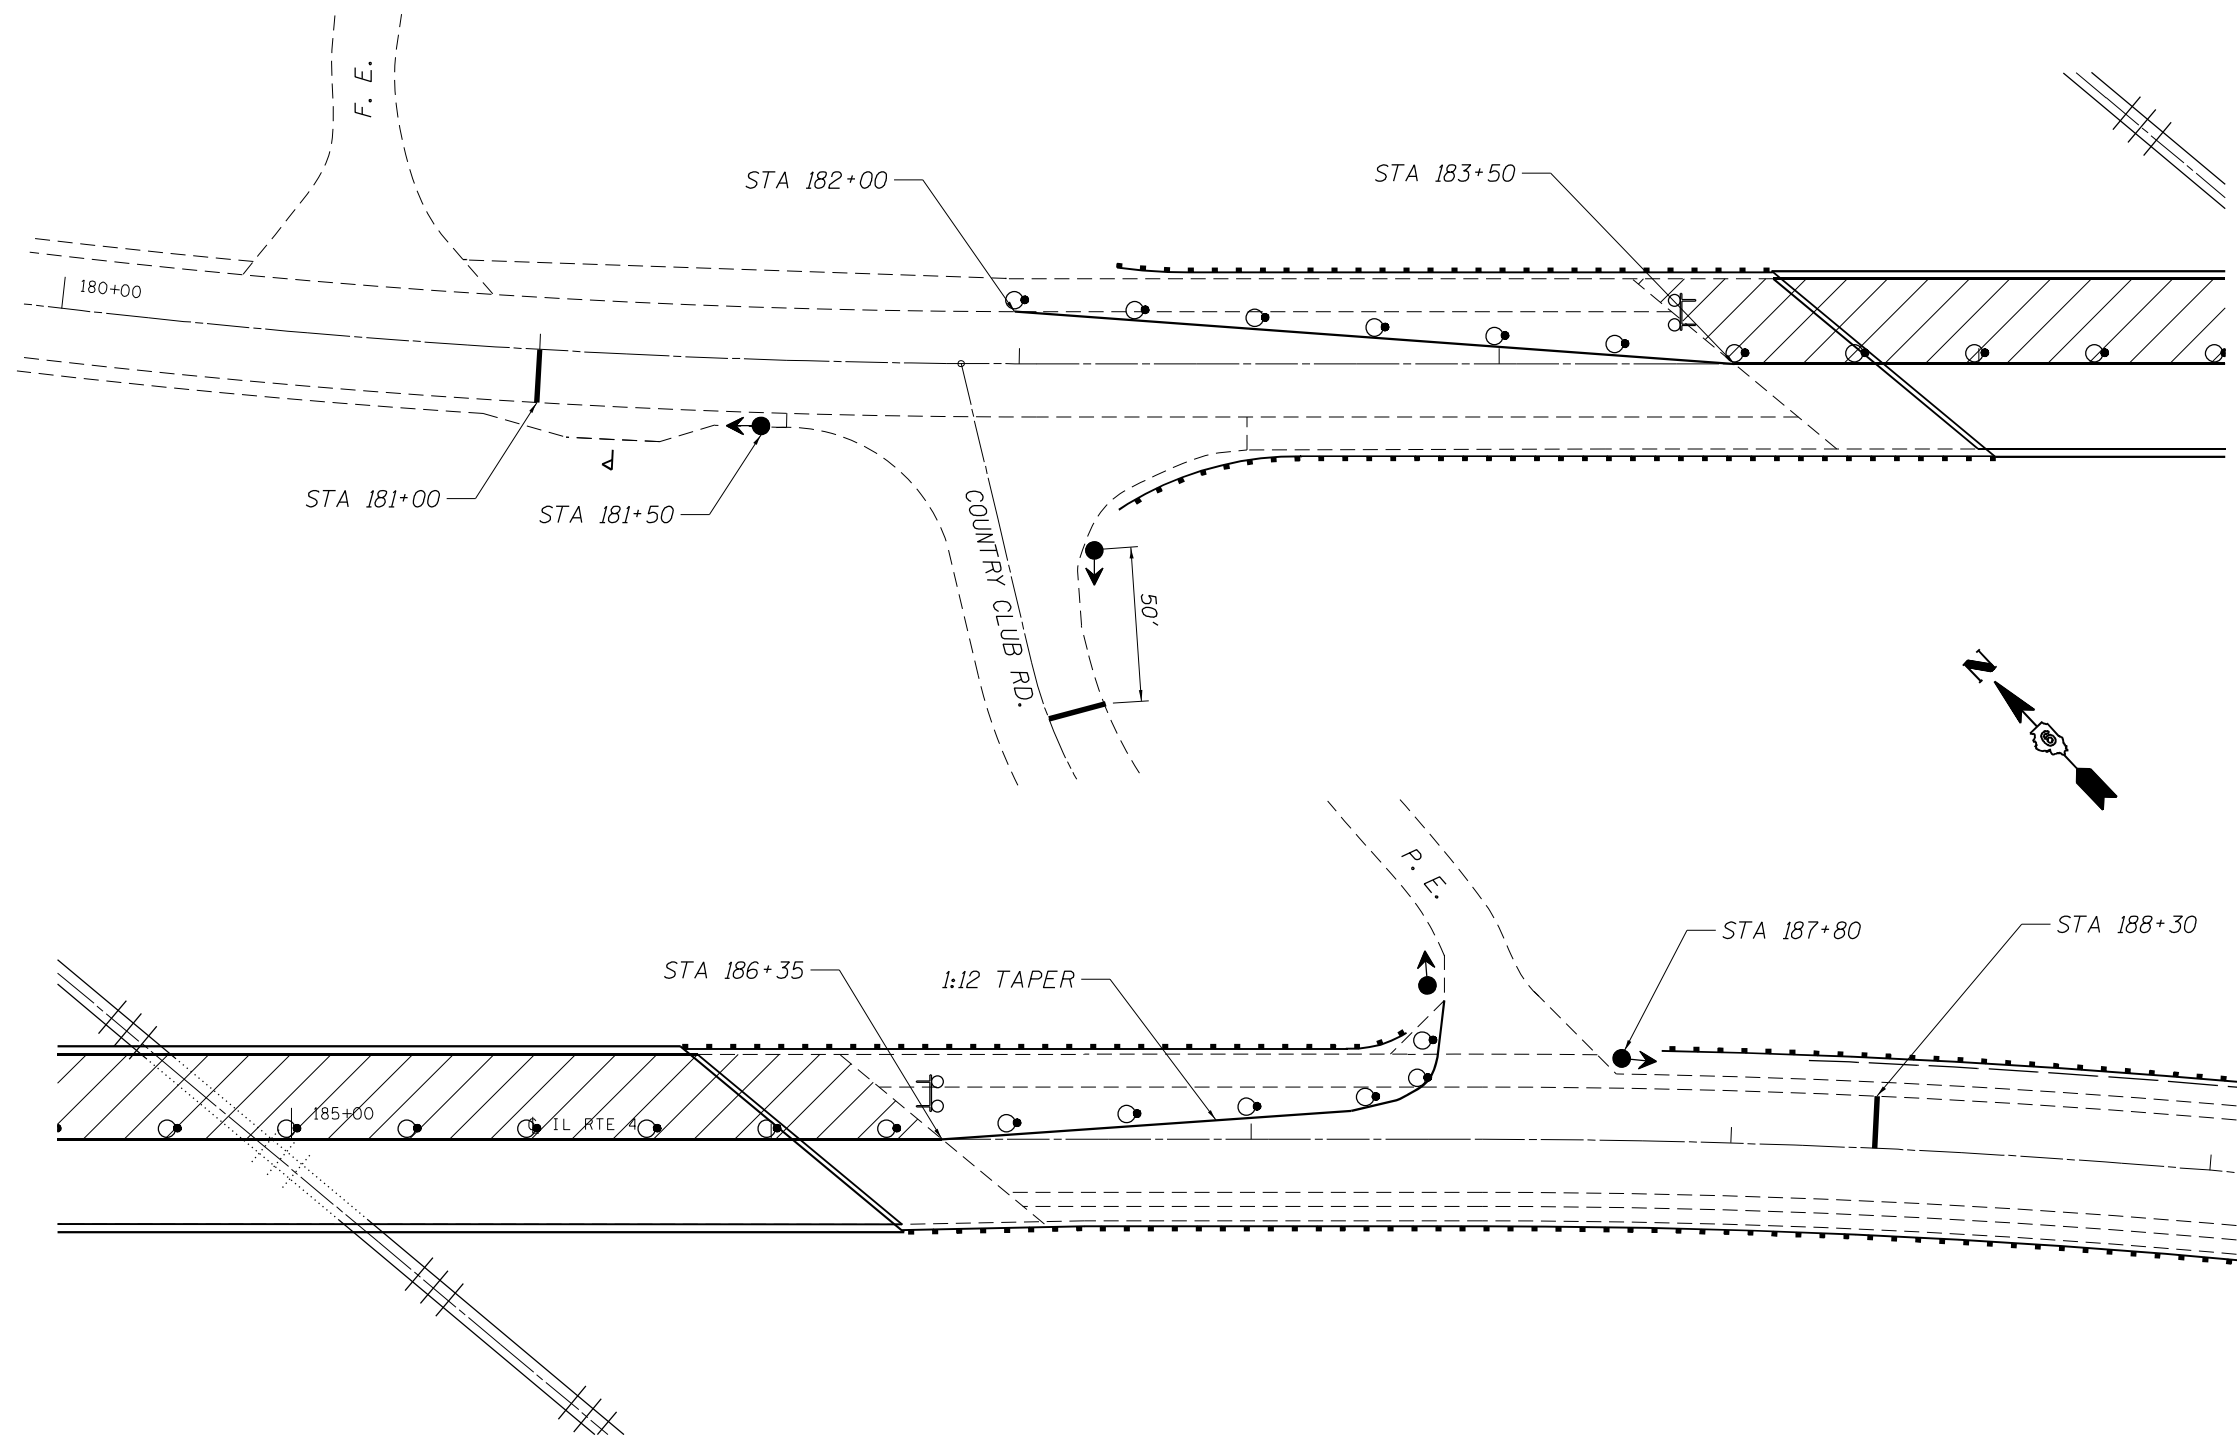 F. E.
180+00
STA 182+00
STA 183+50
STA 181+00
STA 181+50
COUNTRY CLUB RD.
50'
N
P. E.
STA 187+80
STA 188+30
STA 186+35
1:12 TAPER
185+00
℄ IL RTE 4